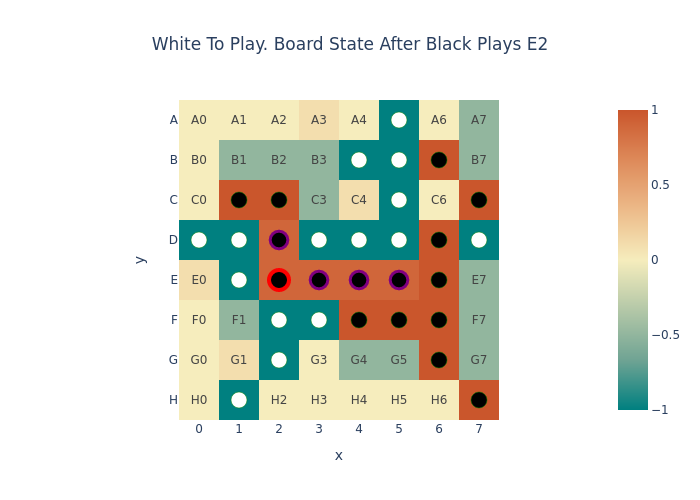 White To Play. Board State After Black Plays E2
A A0 A1 A2 A3 A4 A6 A7
B B0 B1 B2 B3 B7
C C0 C3 C4 C6
D
E E0 E7
F F0 F1 F7
G G0 G1 G3 G4 G5 G7
H H0 H2 H3 H4 H5 H6
0 1 2 3 4 5 6 7
x
y
1
0.5
0
−0.5
−1